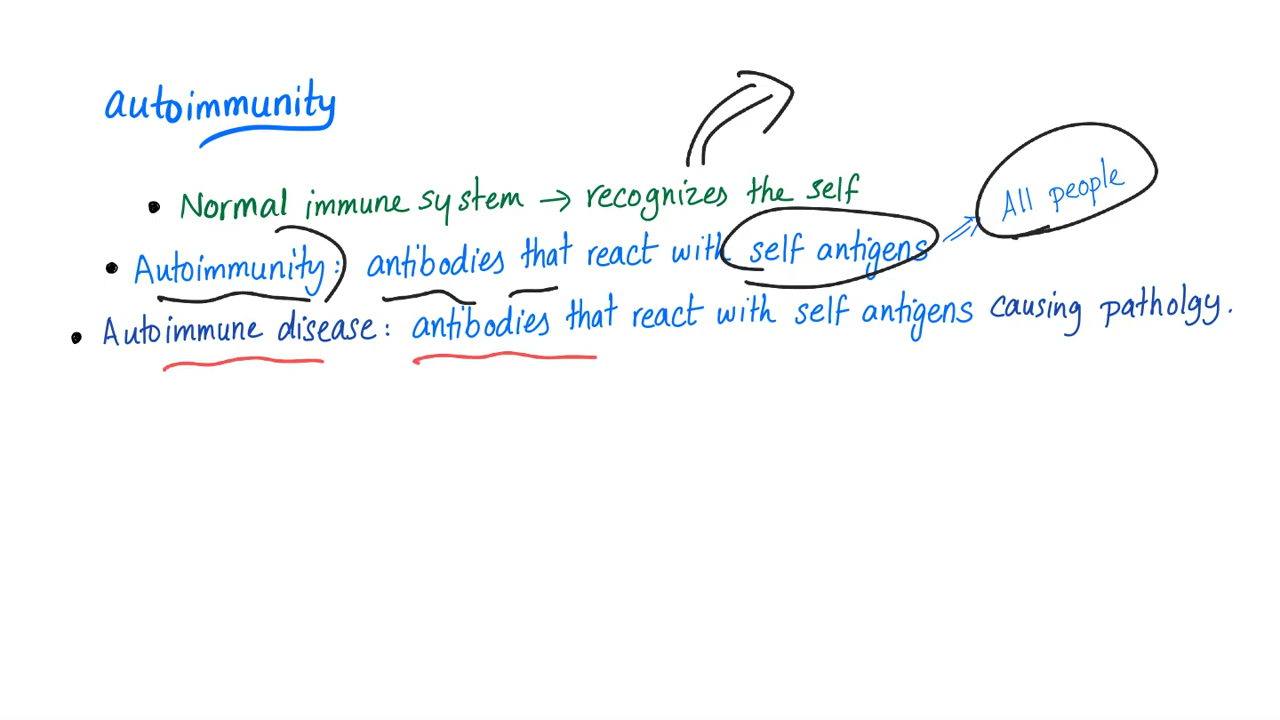 autoimmunity
• Normal immune system → recognizes the self
• Autoimmunity: antibodies that react with self antigens ⇒ All people
• Autoimmune disease: antibodies that react with self antigens causing patholgy.